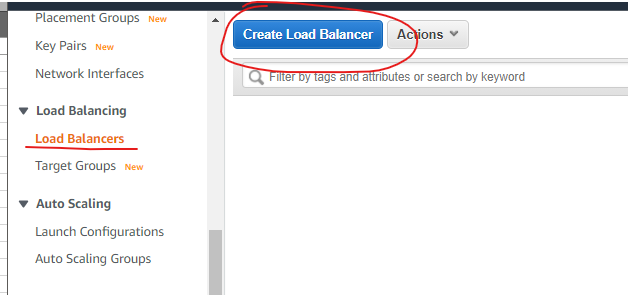 Placement Groups New
Key Pairs New
Network Interfaces
Load Balancing
Load Balancers
Target Groups New
Auto Scaling
Launch Configurations
Auto Scaling Groups
Create Load Balancer Actions
Filter by tags and attributes or search by keyword